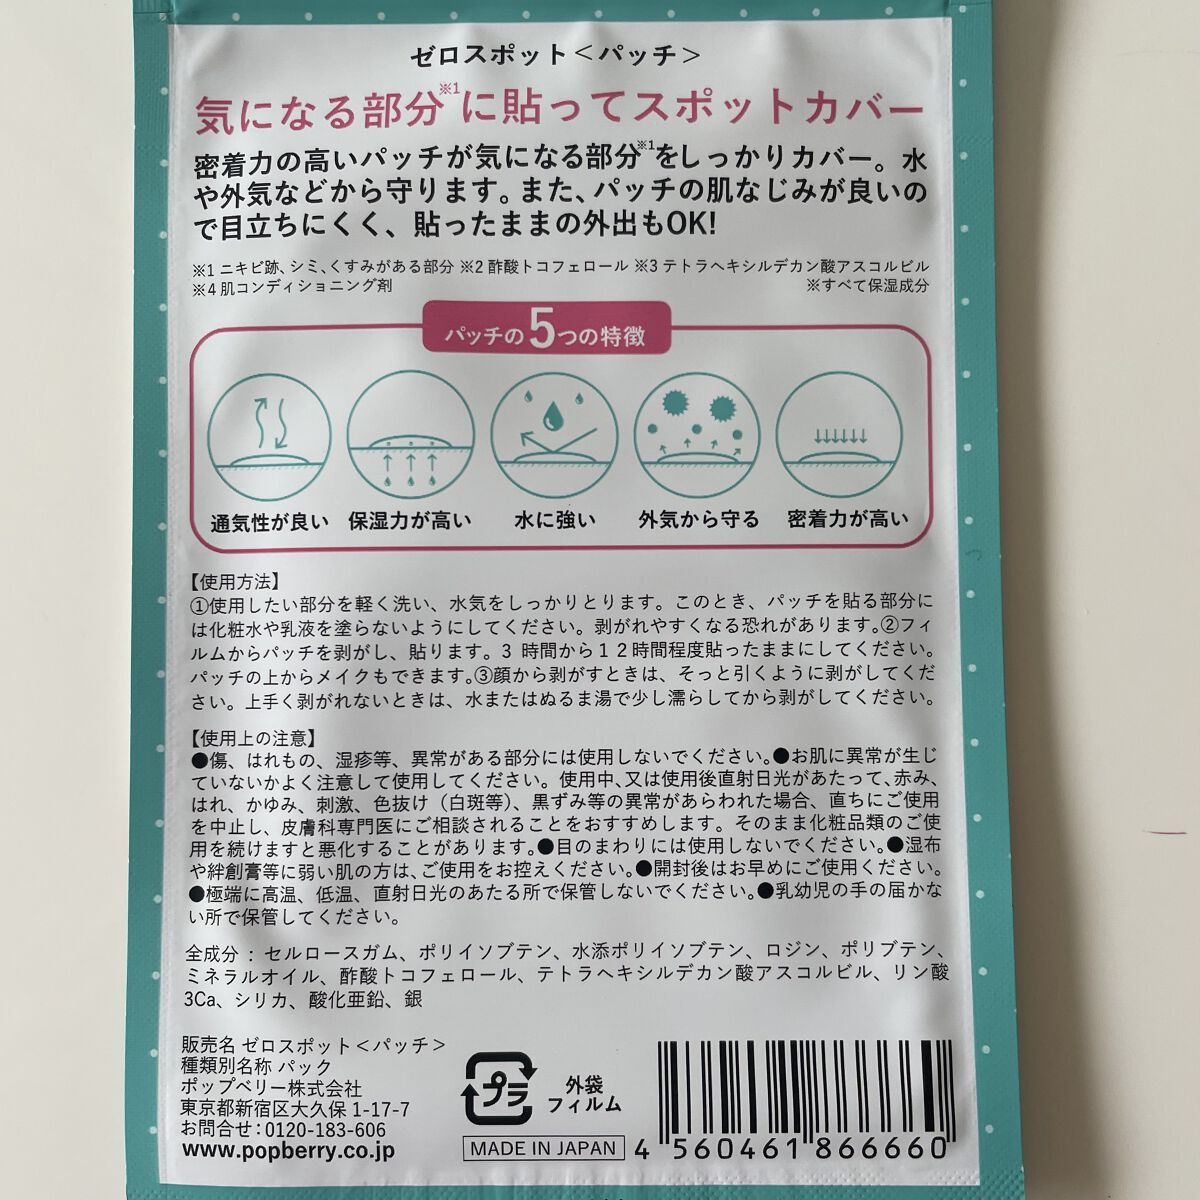 ゼロスポット＜パッチ＞
気になる部分※1に貼ってスポットカバー
密着力の高いパッチが気になる部分※1をしっかりカバー。水
や外気などから守ります。また、パッチの肌なじみが良いの
で目立ちにくく、貼ったままの外出もOK!
※1 ニキビ跡、シミ、くすみがある部分 ※2 酢酸トコフェロール ※3 テトラヘキシルデカン酸アスコルビル
※4 肌コンディショニング剤 ※すべて保湿成分
パッチの5つの特徴
通気性が良い 保湿力が高い 水に強い 外気から守る 密着力が高い
【使用方法】
①使用したい部分を軽く洗い、水気をしっかりとります。このとき、パッチを貼る部分に
は化粧水や乳液を塗らないようにしてください。剥がれやすくなる恐れがあります。②フィ
ルムからパッチを剥がし、貼ります。3 時間から12時間程度貼ったままにしてください。
パッチの上からメイクもできます。③顔から剥がすときは、そっと引くように剥がしてくだ
さい。上手く剥がれないときは、水またはぬるま湯で少し濡らしてから剥がしてください。
【使用上の注意】
●傷、はれもの、湿疹等、異常がある部分には使用しないでください。●お肌に異常が生じ
ていないかよく注意して使用してください。使用中、又は使用後直射日光があたって、赤み、
はれ、かゆみ、刺激、色抜け（白斑等）、黒ずみ等の異常があらわれた場合、直ちにご使用
を中止し、皮膚科専門医にご相談されることをおすすめします。そのまま化粧品類のご使
用を続けますと悪化することがあります。●目のまわりには使用しないでください。●湿布
や絆創膏等に弱い肌の方は、ご使用をお控えください。●開封後はお早めにご使用ください。
●極端に高温、低温、直射日光のあたる所で保管しないでください。●乳幼児の手の届かな
い所で保管してください。
全成分：セルロースガム、ポリイソブテン、水添ポリイソブテン、ロジン、ポリブテン、
ミネラルオイル、酢酸トコフェロール、テトラヘキシルデカン酸アスコルビル、リン酸
3Ca、シリカ、酸化亜鉛、銀
販売名 ゼロスポット＜パッチ＞
種類別名称 パック
ポップベリー株式会社
東京都新宿区大久保 1-17-7
お問合せ：0120-183-606
www.popberry.co.jp
プラ
外袋
フィルム
MADE IN JAPAN
4 560461 866660